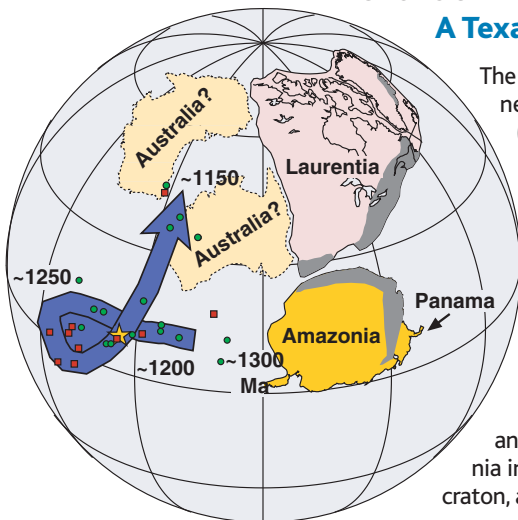 A Texa
The
ne
Australia?
Laurentia
~1150
Australia?
~1250
Panama
Amazonia
~1200
~1300
Ma
an
nia in
craton, a